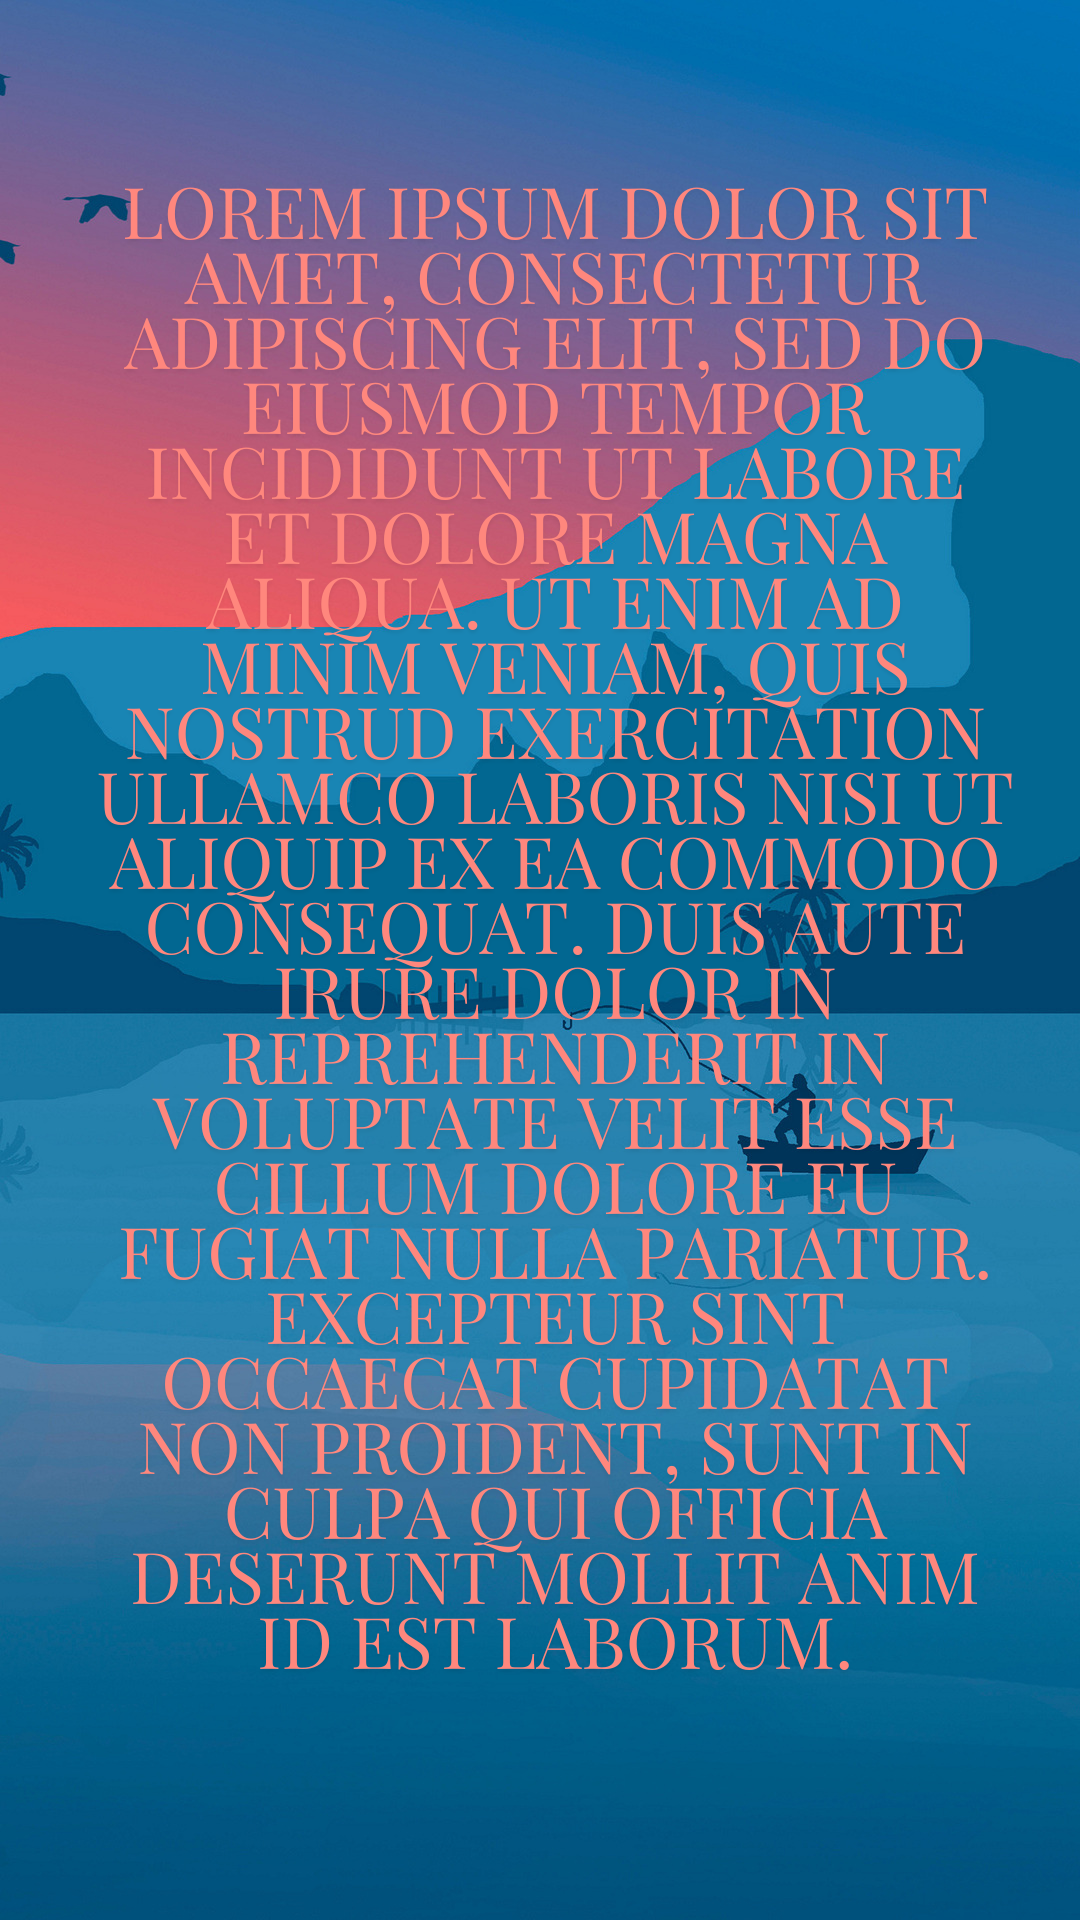 LOREM IPSUM DOLOR SIT
AMET, CONSECTETUR
ADIPISCING ELIT, SED DO
EIUSMOD TEMPOR
INCIDIDUNT UT LABORE
ET DOLORE MAGNA
ALIQUA. UT ENIM AD
MINIM VENIAM, QUIS
NOSTRUD EXERCITATION
ULLAMCO LABORIS NISI UT
ALIQUIP EX EA COMMODO
CONSEQUAT. DUIS AUTE
IRURE DOLOR IN
REPREHENDERIT IN
VOLUPTATE VELIT ESSE
CILLUM DOLORE EU
FUGIAT NULLA PARIATUR.
EXCEPTEUR SINT
OCCAECAT CUPIDATAT
NON PROIDENT, SUNT IN
CULPA QUI OFFICIA
DESERUNT MOLLIT ANIM
ID EST LABORUM.